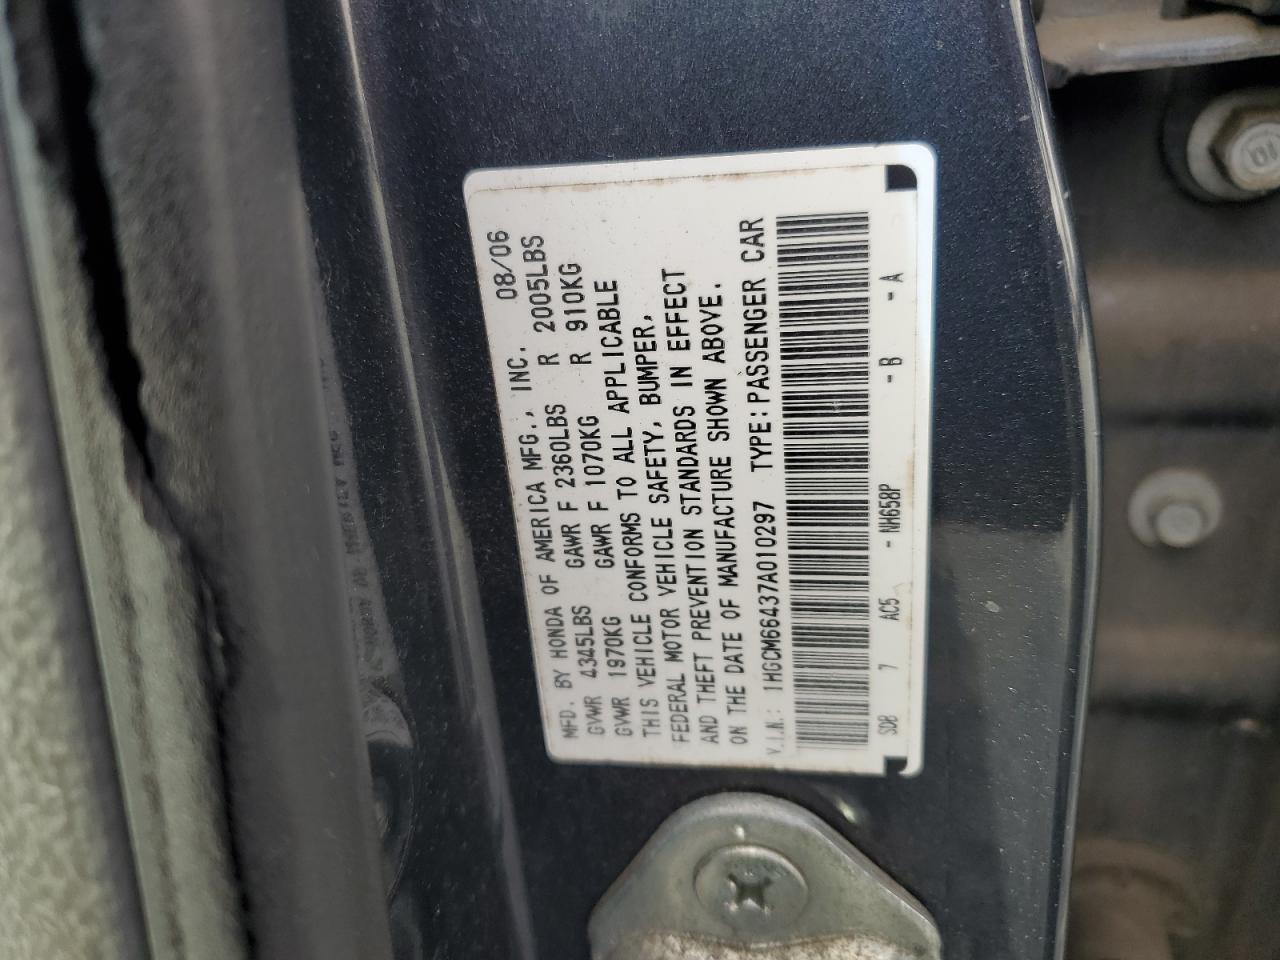 MFD. BY HONDA OF AMERICA MFG., INC. 08/06
GVWR 4345LBS GAWR F 2360LBS R 2005LBS
GVWR 1970KG GAWR F 1070KG R 910KG
THIS VEHICLE CONFORMS TO ALL APPLICABLE
FEDERAL MOTOR VEHICLE SAFETY, BUMPER,
AND THEFT PREVENTION STANDARDS IN EFFECT
ON THE DATE OF MANUFACTURE SHOWN ABOVE.
V.I.N.: 1HGCM66437A010297 TYPE:PASSENGER CAR
SDB 7 AC5 - NH658P - B - A